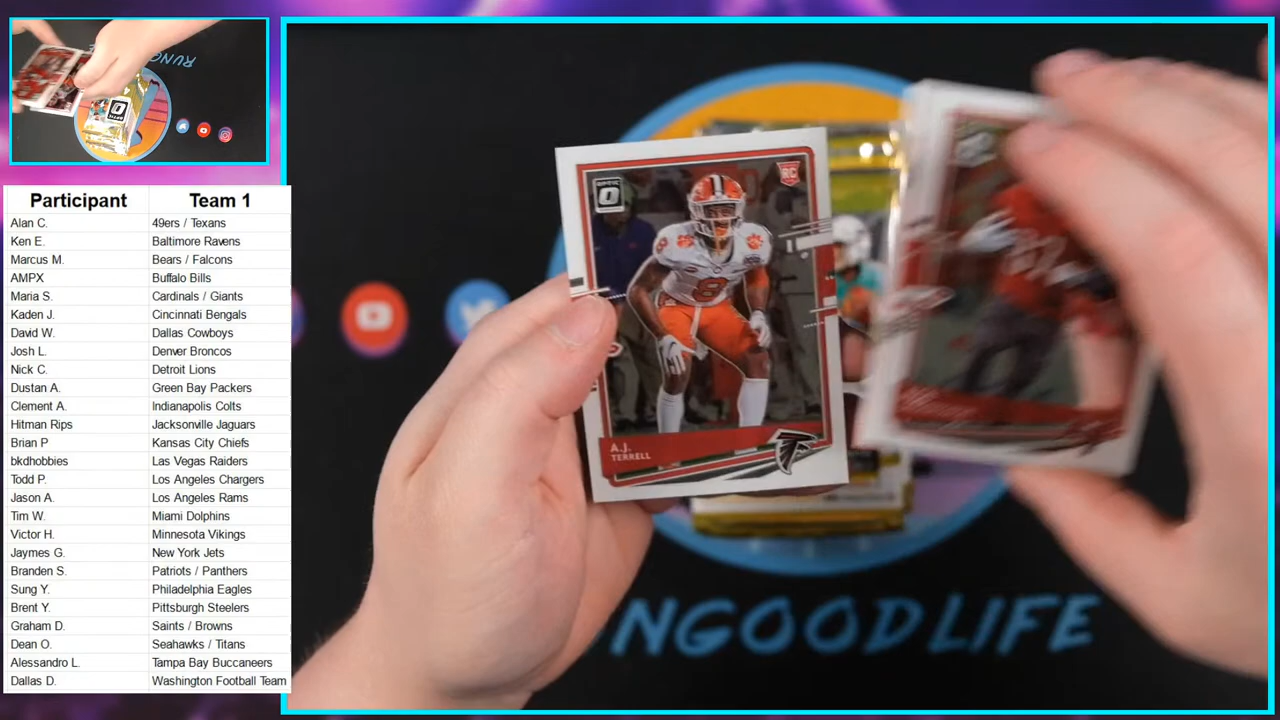 Participant Team 1
Alan C. 49ers / Texans
Ken E. Baltimore Ravens
Marcus M. Bears / Falcons
AMPX Buffalo Bills
Maria S. Cardinals / Giants
Kaden J. Cincinnati Bengals
David W. Dallas Cowboys
Josh L. Denver Broncos
Nick C. Detroit Lions
Dustan A. Green Bay Packers
Clement A. Indianapolis Colts
Hitman Rips Jacksonville Jaguars
Brian P Kansas City Chiefs
bkdhobbies Las Vegas Raiders
Todd P. Los Angeles Chargers
Jason A. Los Angeles Rams
Tim W. Miami Dolphins
Victor H. Minnesota Vikings
Jaymes G. New York Jets
Branden S. Patriots / Panthers
Sung Y. Philadelphia Eagles
Brent Y. Pittsburgh Steelers
Graham D. Saints / Browns
Dean O. Seahawks / Titans
Alessandro L. Tampa Bay Buccaneers
Dallas D. Washington Football Team
OPTIC
RC
8
A.J.
TERRELL
NGOODLIFE